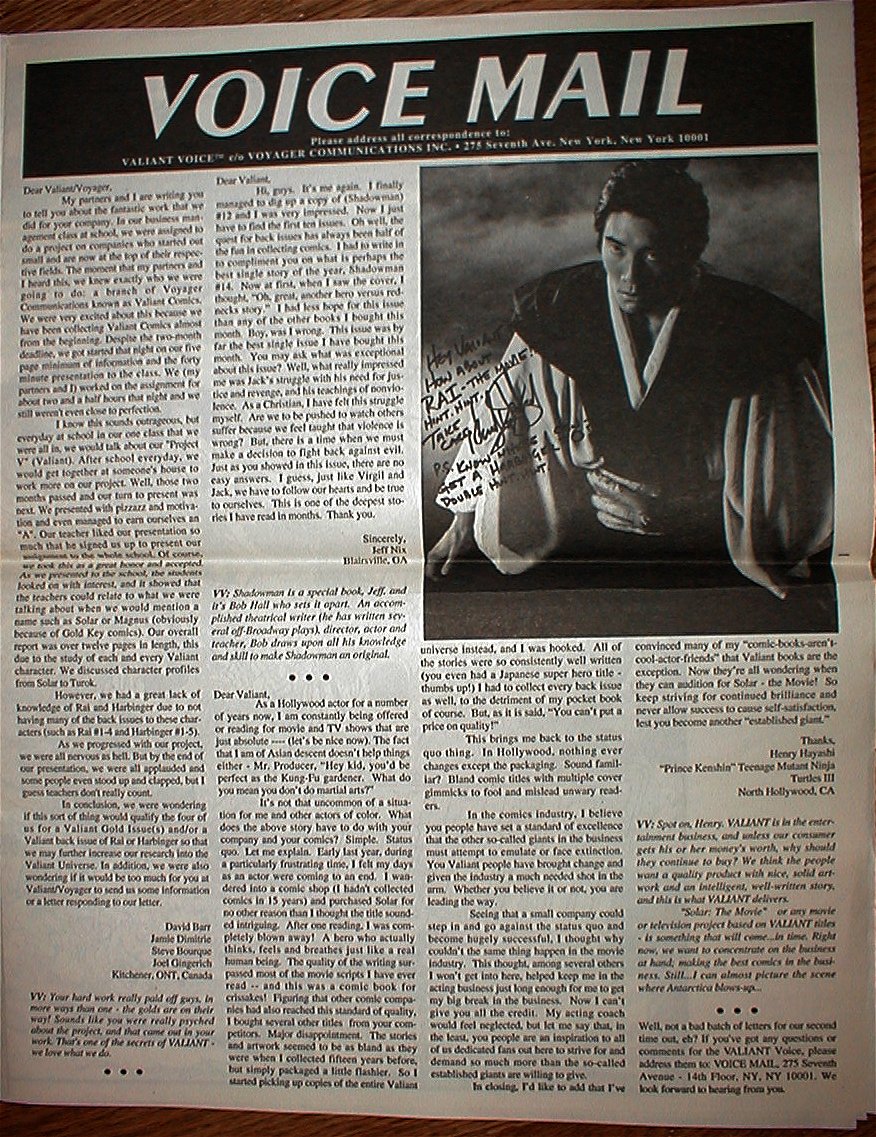 VOICE MAIL
Please address all correspondence to:
VALIANT VOICE™ c/o VOYAGER COMMUNICATIONS INC. • 275 Seventh Ave. New York, New York 10001
Dear Valiant/Voyager,
My partners and I are writing you
to tell you about the fantastic work that we
did for your company. In our business man-
agement class at school, we were assigned to
do a project on companies who started out
small and are now at the top of their respec-
tive fields. The moment that my partners and
I heard this, we knew exactly who we were
going to do: a branch of Voyager
Communications known as Valiant Comics.
We were very excited about this because we
have been collecting Valiant Comics almost
from the beginning. Despite the two-month
deadline, we got started that night on our five
page minimum of information and the forty
minute presentation to the class. We (my
partners and I) worked on the assignment for
about two and a half hours that night and we
still weren't even close to perfection.
I know this sounds outrageous, but
everyday at school in our one class that we
were all in, we would talk about our "Project
V" (Valiant). After school everyday, we
would get together at someone's house to
work more on our project. Well, those two
months passed and our turn to present was
next. We presented with pizzazz and motiva-
tion and even managed to earn ourselves an
"A". Our teacher liked our presentation so
much that he signed us up to present our
assignment to the whole school. Of course,
we took this as a great honor and accepted.
As we presented to the school, the students
looked on with interest, and it showed that
the teachers could relate to what we were
talking about when we would mention a
name such as Solar or Magnus (obviously
because of Gold Key comics). Our overall
report was over twelve pages in length, this
due to the study of each and every Valiant
character. We discussed character profiles
from Solar to Turok.
However, we had a great lack of
knowledge of Rai and Harbinger due to not
having many of the back issues to these char-
acters (such as Rai #1-4 and Harbinger #1-5).
As we progressed with our project,
we were all nervous as hell. But by the end of
our presentation, we were all applauded and
some people even stood up and clapped, but I
guess teachers don't really count.
In conclusion, we were wondering
if this sort of thing would qualify the four of
us for a Valiant Gold Issue(s) and/or a
Valiant back issue of Rai or Harbinger so that
we may further increase our research into the
Valiant Universe. In addition, we were also
wondering if it would be too much for you at
Valiant/Voyager to send us some information
or a letter responding to our letter.
David Barr
Jamie Dimitrie
Steve Bourque
Joel Gingerich
Kitchener, ONT, Canada
VV: Your hard work really paid off guys, in
more ways than one - the golds are on their
way! Sounds like you were really psyched
about the project, and that came out in your
work. That's one of the secrets of VALIANT -
we love what we do.
• • •
Dear Valiant,
Hi, guys. It's me again. I finally
managed to dig up a copy of (Shadowman)
#12 and I was very impressed. Now I just
have to find the first ten issues. Oh well, the
quest for back issues has always been half of
the fun in collecting comics. I had to write in
to compliment you on what is perhaps the
best single story of the year, Shadowman
#14. Now at first, when I saw the cover, I
thought, "Oh, great, another hero versus red-
necks story." I had less hope for this issue
than any of the other books I bought this
month. Boy, was I wrong. This issue was by
far the best single issue I have bought this
month. You may ask what was exceptional
about this issue? Well, what really impressed
me was Jack's struggle with his need for jus-
tice and revenge, and his teachings of nonvio-
lence. As a Christian, I have felt this struggle
myself. Are we to be pushed to watch others
suffer because we feel taught that violence is
wrong? But, there is a time when we must
make a decision to fight back against evil.
Just as you showed in this issue, there are no
easy answers. I guess, just like Virgil and
Jack, we have to follow our hearts and be true
to ourselves. This is one of the deepest sto-
ries I have read in months. Thank you.
Sincerely,
Jeff Nix
Blairsville, GA
VV: Shadowman is a special book, Jeff, and
it's Bob Hall who sets it apart. An accom-
plished theatrical writer (he has written sev-
eral off-Broadway plays), director, actor and
teacher, Bob draws upon all his knowledge
and skill to make Shadowman an original.
• • •
Dear Valiant,
As a Hollywood actor for a number
of years now, I am constantly being offered
or reading for movie and TV shows that are
just absolute ---- (let's be nice now). The fact
that I am of Asian descent doesn't help things
either - Mr. Producer, "Hey kid, you'd be
perfect as the Kung-Fu gardener. What do
you mean you don't do martial arts?"
It's not that uncommon of a situa-
tion for me and other actors of color. What
does the above story have to do with your
company and your comics? Simple. Status
quo. Let me explain. Early last year, during
a particularly frustrating time, I felt my days
as an actor were coming to an end. I wan-
dered into a comic shop (I hadn't collected
comics in 15 years) and purchased Solar for
no other reason than I thought the title sound-
ed intriguing. After one reading, I was com-
pletely blown away! A hero who actually
thinks, feels and breathes just like a real
human being. The quality of the writing sur-
passed most of the movie scripts I have ever
read -- and this was a comic book for
crissakes! Figuring that other comic compa-
nies had also reached this standard of quality,
I bought several other titles from your com-
petitors. Major disappointment. The stories
and artwork seemed to be as bland as they
were when I collected fifteen years before,
but simply packaged a little flashier. So I
started picking up copies of the entire Valiant
HEY VALIANT
HOW ABOUT
RAI - THE MOVIE!
HINT, HINT.
TAKE
CARE
P.S. KNOW WHERE I CAN
GET A HARBINGER
DOUBLE HINT, HINT
universe instead, and I was hooked. All of
the stories were so consistently well written
(you even had a Japanese super hero title -
thumbs up!) I had to collect every back issue
as well, to the detriment of my pocket book
of course. But, as it is said, "You can't put a
price on quality!"
This brings me back to the status
quo thing. In Hollywood, nothing ever
changes except the packaging. Sound fami-
liar? Bland comic titles with multiple cover
gimmicks to fool and mislead unwary read-
ers.
In the comics industry, I believe
you people have set a standard of excellence
that the other so-called giants in the business
must attempt to emulate or face extinction.
You Valiant people have brought change and
given the industry a much needed shot in the
arm. Whether you believe it or not, you are
leading the way.
Seeing that a small company could
step in and go against the status quo and
become hugely successful, I thought why
couldn't the same thing happen in the movie
industry. This thought, among several others
I won't get into here, helped keep me in the
acting business just long enough for me to get
my big break in the business. Now I can't
give you all the credit. My acting coach
would feel neglected, but let me say that, in
the least, you people are an inspiration to all
of us dedicated fans out here to strive for and
demand so much more than the so-called
established giants are willing to give.
In closing, I'd like to add that I've
convinced many of my "comic-books-aren't-
cool-actor-friends" that Valiant books are the
exception. Now they're all wondering when
they can audition for Solar - the Movie! So
keep striving for continued brilliance and
never allow success to cause self-satisfaction,
lest you become another "established giant."
Thanks,
Henry Hayashi
"Prince Kenshin" Teenage Mutant Ninja
Turtles III
North Hollywood, CA
VV: Spot on, Henry. VALIANT is in the enter-
tainment business, and unless our consumer
gets his or her money's worth, why should
they continue to buy? We think the people
want a quality product with nice, solid art-
work and an intelligent, well-written story,
and this is what VALIANT delivers.
"Solar: The Movie" or any movie
or television project based on VALIANT titles
- is something that will come...in time. Right
now, we want to concentrate on the business
at hand; making the best comics in the busi-
ness. Still...I can almost picture the scene
where Antarctica blows-up...
• • •
Well, not a bad batch of letters for our second
time out, eh? If you've got any questions or
comments for the VALIANT Voice, please
address them to: VOICE MAIL, 275 Seventh
Avenue - 14th Floor, NY, NY 10001. We
look forward to hearing from you.